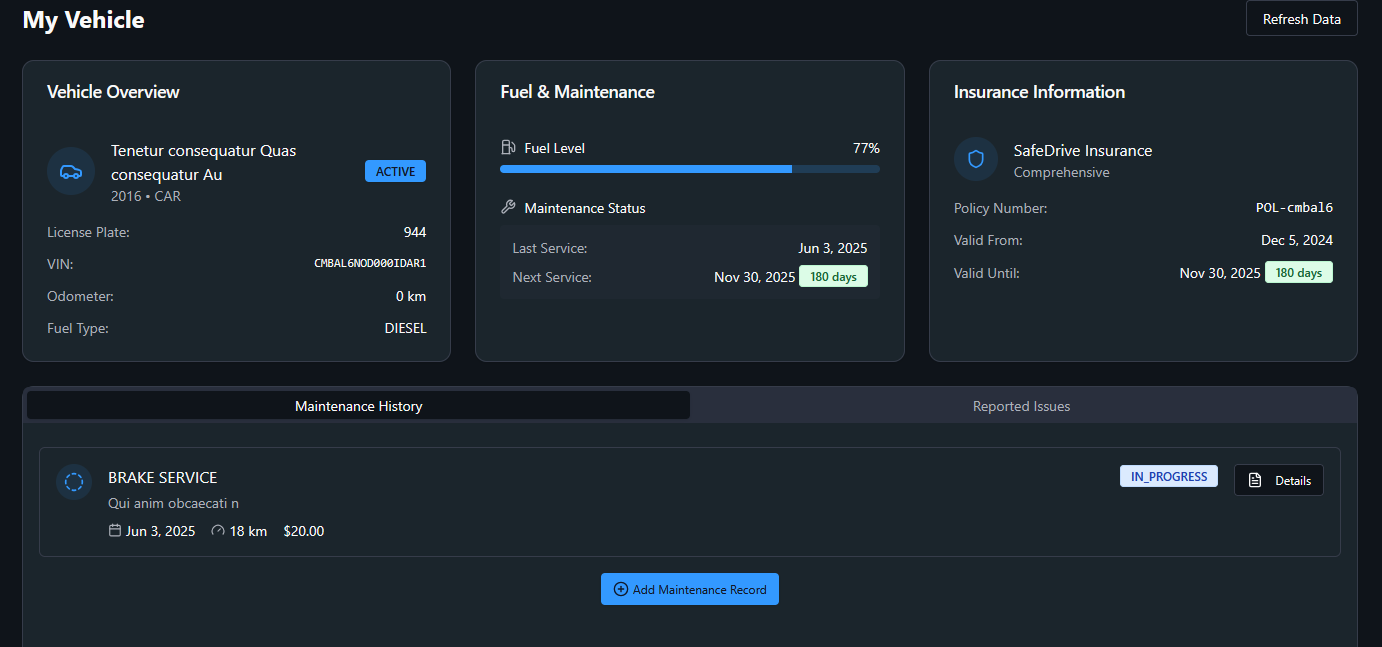 My Vehicle
Refresh Data
Vehicle Overview
Tenetur consequatur Quas
consequatur Au
2016 • CAR
ACTIVE
License Plate: 944
VIN: CMBAL6NOD000IDAR1
Odometer: 0 km
Fuel Type: DIESEL
Fuel & Maintenance
Fuel Level 77%
Maintenance Status
Last Service: Jun 3, 2025
Next Service: Nov 30, 2025 180 days
Insurance Information
SafeDrive Insurance
Comprehensive
Policy Number: POL-cmbal6
Valid From: Dec 5, 2024
Valid Until: Nov 30, 2025 180 days
Maintenance History
Reported Issues
BRAKE SERVICE
Qui anim obcaecati n
Jun 3, 2025 18 km $20.00
IN_PROGRESS
Details
Add Maintenance Record